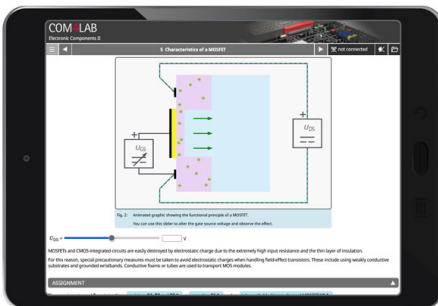 COM4LAB
Electronic Components II
5 Characteristics of a MOSFET
not connected
+
U_GS
+
U_DS
Fig. 2: Animated graphic showing the functional principle of a MOSFET.
You can use this slider to alter the gate source voltage and observe the effect.
U_GS = V
MOSFETs and CMOS-integrated circuits are easily destroyed by electrostatic charge due to the extremely high input resistance and the thin layer of insulation.
For this reason, special precautionary measures must be taken to avoid electrostatic charges when handling field-effect transistors. These include using weakly conductive
substrates and grounded wristbands. Conductive foams or tubes are used to transport MOS modules.
ASSIGNMENT